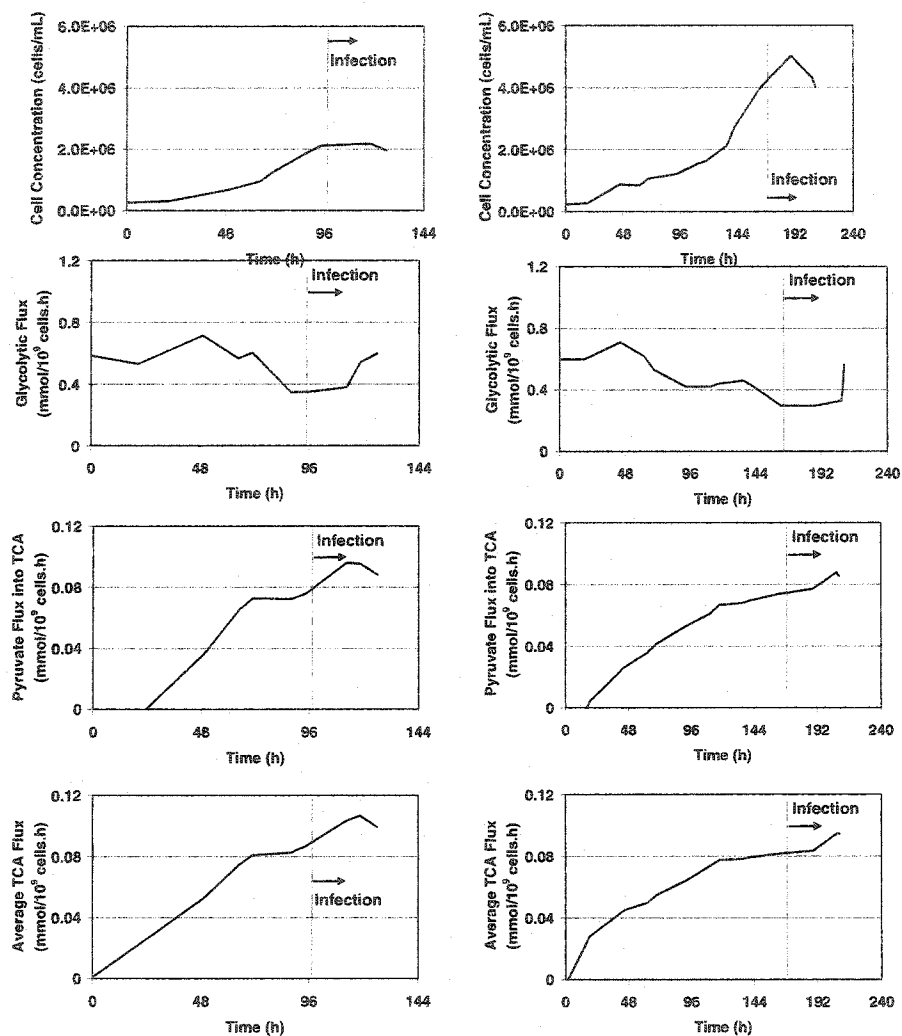 Cell Concentration (cells/mL)
6.0E+06
4.0E+06
2.0E+06
0.0E+00
Infection
0
48
96
144
Time (h)
Cell Concentration (cells/mL)
6.0E+06
4.0E+06
2.0E+06
0.0E+00
Infection
0
48
96
144
192
240
Time (h)
Glycolytic Flux
(mmol/10⁹ cells.h)
1.2
0.8
0.4
0
Infection
0
48
96
144
Time (h)
Glycolytic Flux
(mmol/10⁹ cells.h)
1.2
0.8
0.4
0
Infection
0
48
96
144
192
240
Time (h)
Pyruvate Flux into TCA
(mmol/10⁹ cells.h)
0.12
0.08
0.04
0
Infection
0
48
96
144
Time (h)
Pyruvate Flux into TCA
(mmol/10⁹ cells.h)
0.12
0.08
0.04
0
Infection
0
48
96
144
192
240
Time (h)
Average TCA Flux
(mmol/10⁹ cells.h)
0.12
0.08
0.04
0
Infection
0
48
96
144
Time (h)
Average TCA Flux
(mmol/10⁹ cells.h)
0.12
0.08
0.04
0
Infection
0
48
96
144
192
240
Time (h)